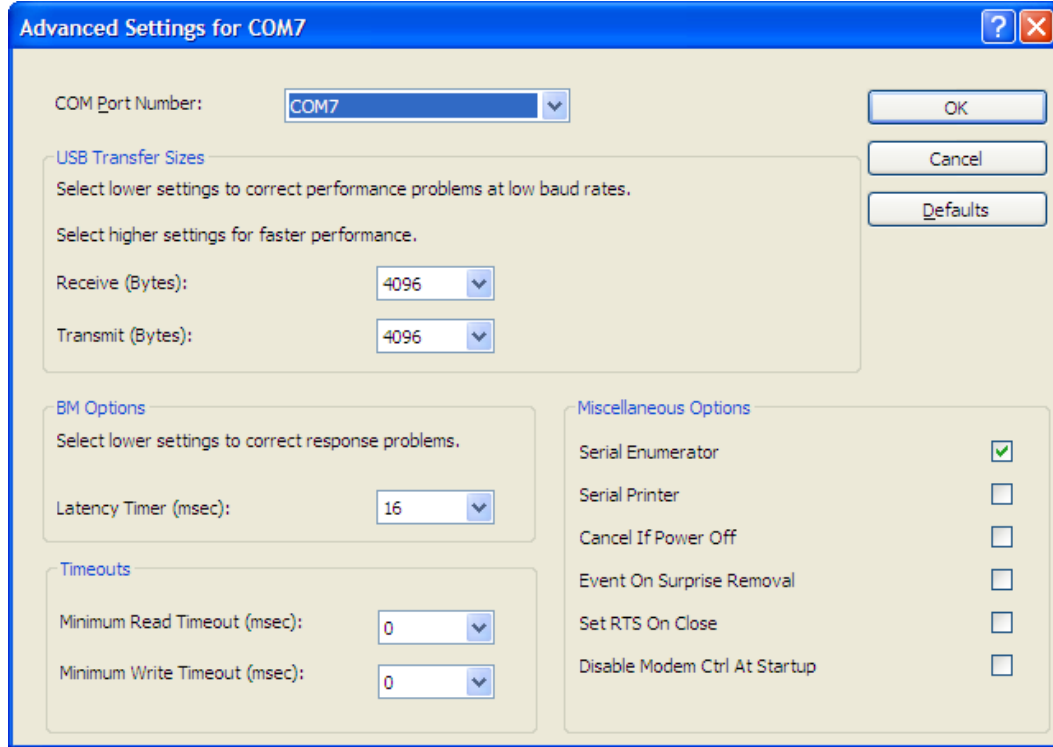 Advanced Settings for COM7
COM Port Number: COM7
OK
USB Transfer Sizes
Cancel
Select lower settings to correct performance problems at low baud rates.
Defaults
Select higher settings for faster performance.
Receive (Bytes): 4096
Transmit (Bytes): 4096
BM Options
Select lower settings to correct response problems.
Latency Timer (msec): 16
Timeouts
Minimum Read Timeout (msec): 0
Minimum Write Timeout (msec): 0
Miscellaneous Options
Serial Enumerator
Serial Printer
Cancel If Power Off
Event On Surprise Removal
Set RTS On Close
Disable Modem Ctrl At Startup